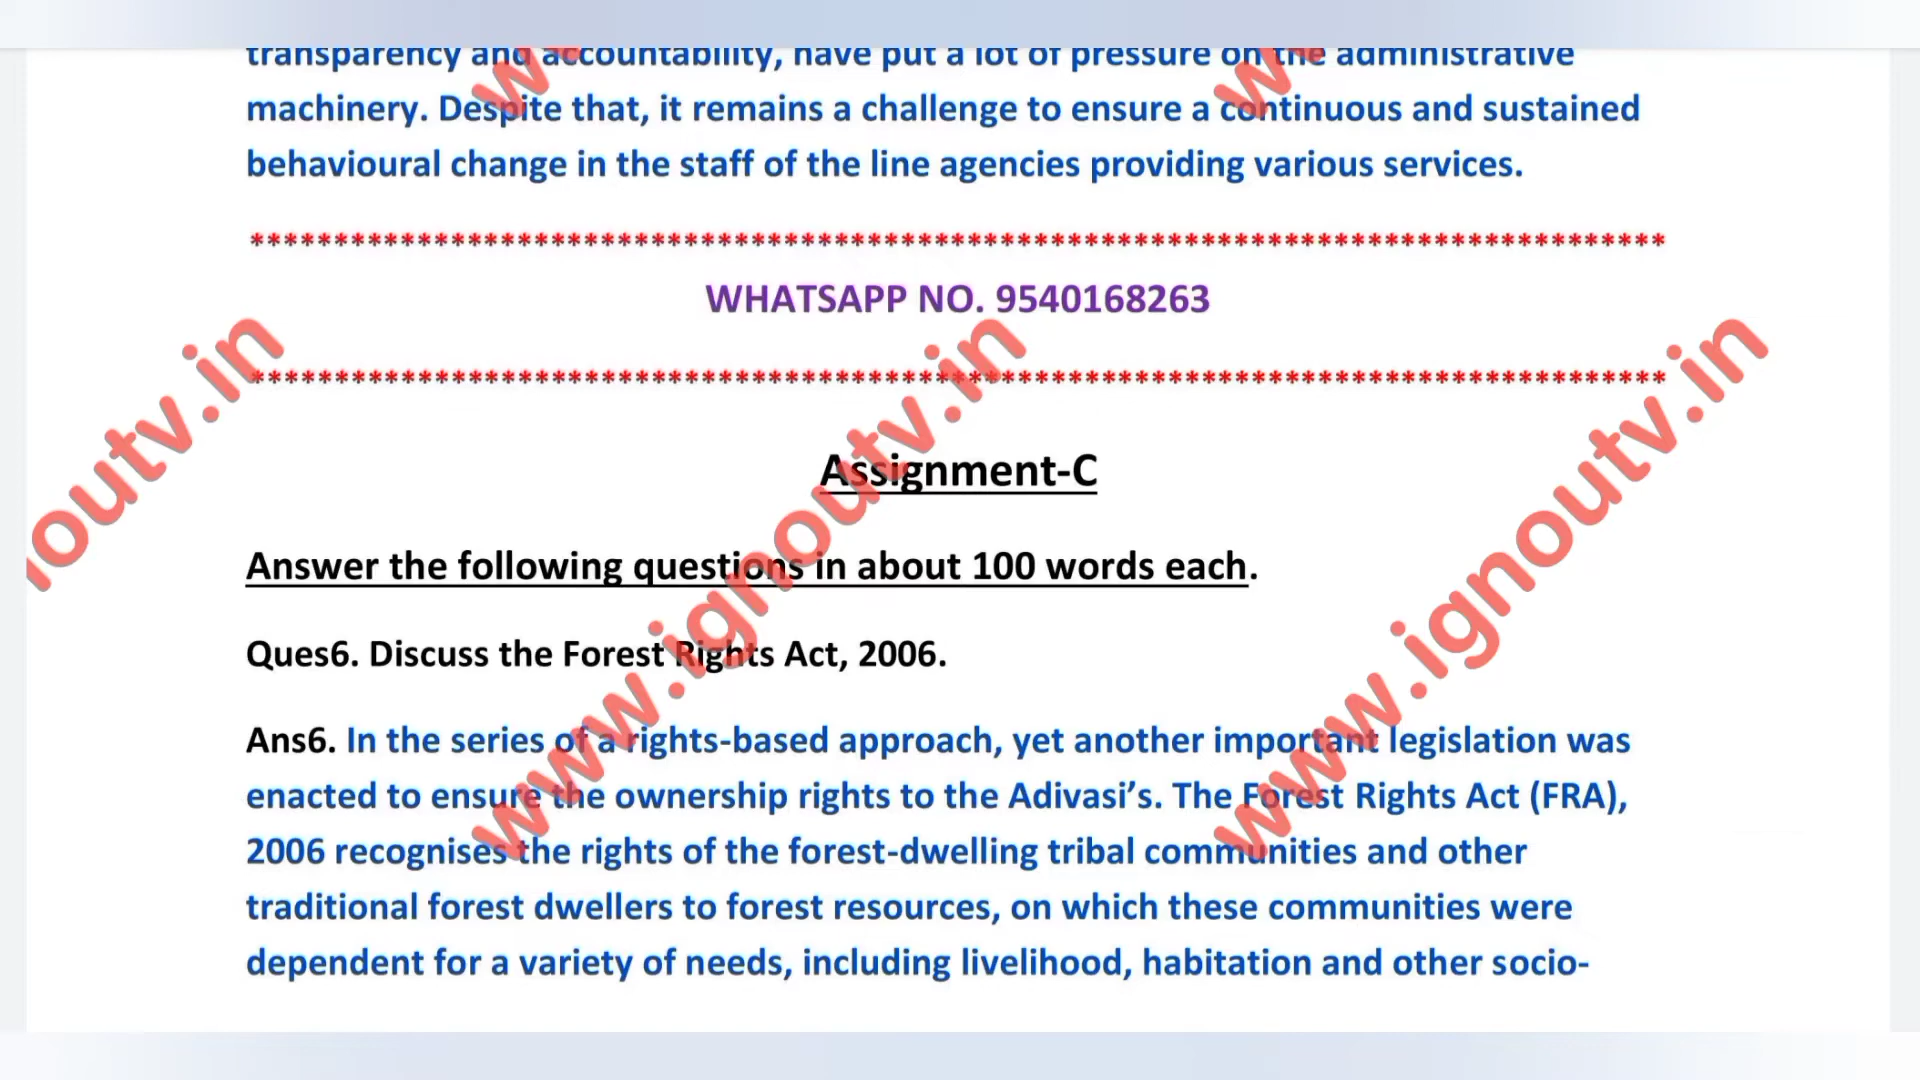 transparency and accountability, have put a lot of pressure on the administrative
machinery. Despite that, it remains a challenge to ensure a continuous and sustained
behavioural change in the staff of the line agencies providing various services.
*************************************************************************************
WHATSAPP NO. 9540168263
*************************************************************************************
Assignment-C
Answer the following questions in about 100 words each.
Ques6. Discuss the Forest Rights Act, 2006.
Ans6. In the series of a rights-based approach, yet another important legislation was
enacted to ensure the ownership rights to the Adivasi’s. The Forest Rights Act (FRA),
2006 recognises the rights of the forest-dwelling tribal communities and other
traditional forest dwellers to forest resources, on which these communities were
dependent for a variety of needs, including livelihood, habitation and other socio-
noutv.in
www.ignoutv.in
www.ignoutv.in